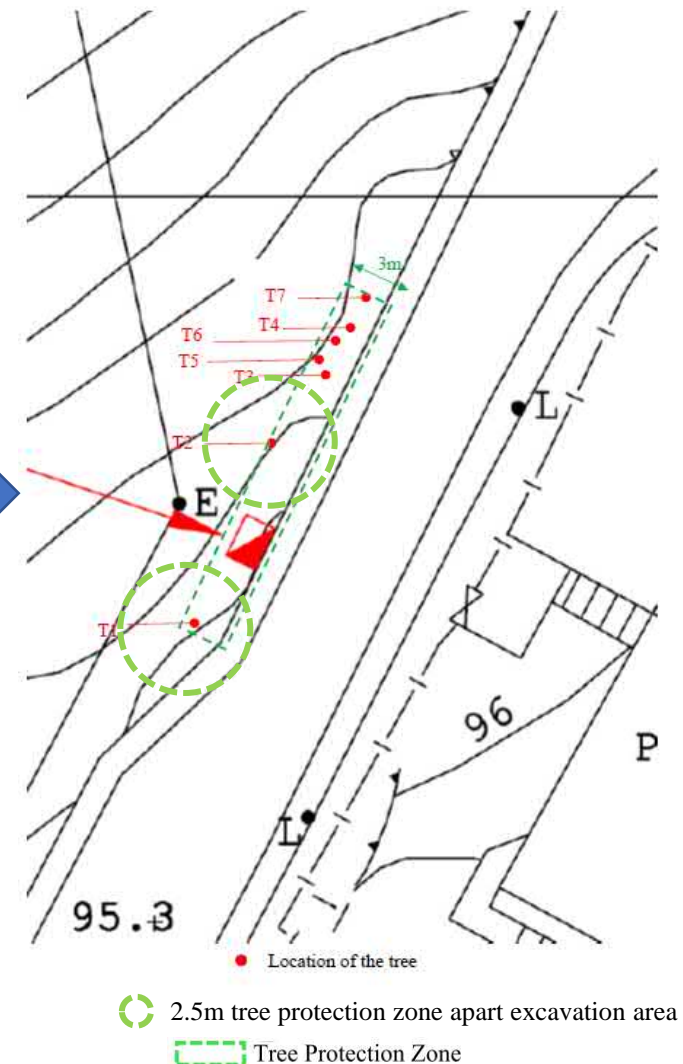 3m
T7
T4
T6
T5
T3
T2
E
L
T1
96
P
L
95.3
Location of the tree
2.5m tree protection zone apart excavation area
Tree Protection Zone